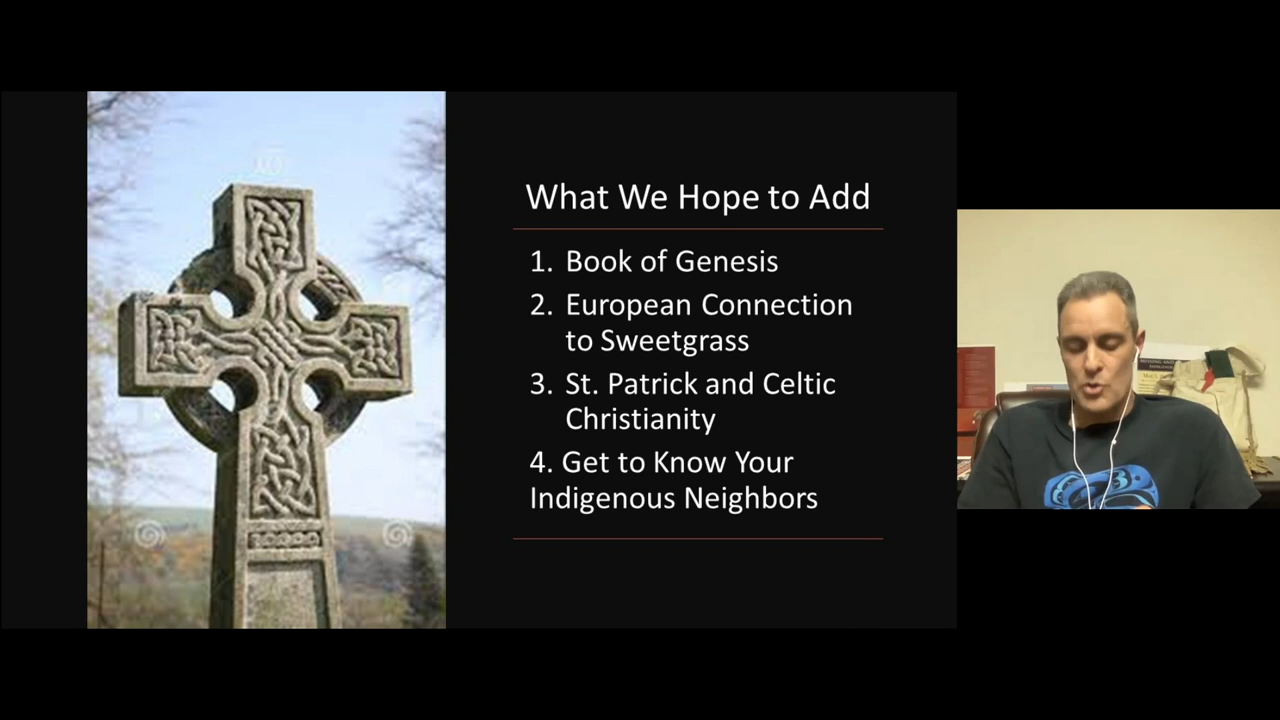 What We Hope to Add
1. Book of Genesis
2. European Connection
to Sweetgrass
3. St. Patrick and Celtic
Christianity
4. Get to Know Your
Indigenous Neighbors